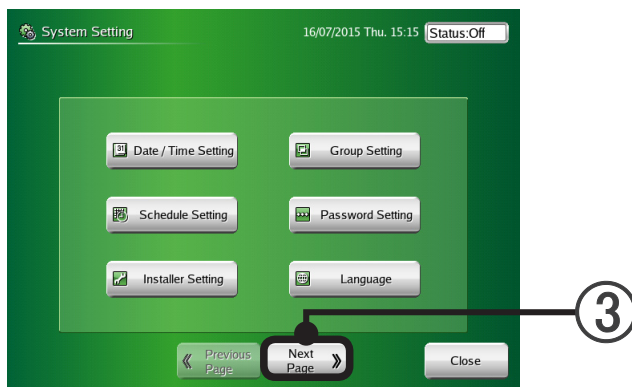 System Setting
16/07/2015 Thu. 15:15
Status:Off
31
Date / Time Setting
Group Setting
Schedule Setting
Password Setting
Installer Setting
Language
Previous
Page
Next
Page
Close
3